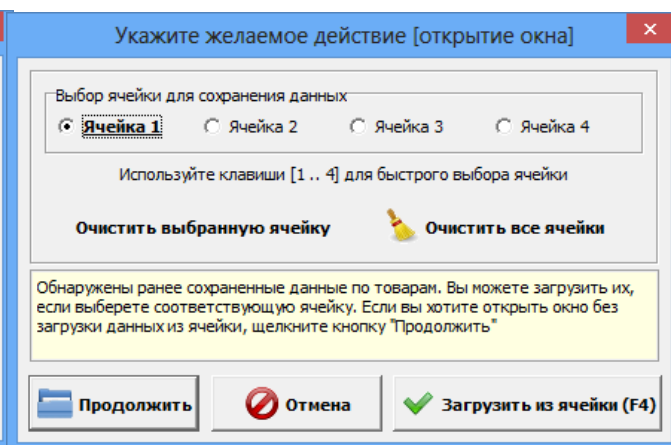 Укажите желаемое действие [открытие окна]
Выбор ячейки для сохранения данных
Ячейка 1 Ячейка 2 Ячейка 3 Ячейка 4
Используйте клавиши [1 .. 4] для быстрого выбора ячейки
Очистить выбранную ячейку Очистить все ячейки
Обнаружены ранее сохраненные данные по товарам. Вы можете загрузить их,
если выберете соответствующую ячейку. Если вы хотите открыть окно без
загрузки данных из ячейки, щелкните кнопку "Продолжить"
Продолжить Отмена Загрузить из ячейки (F4)